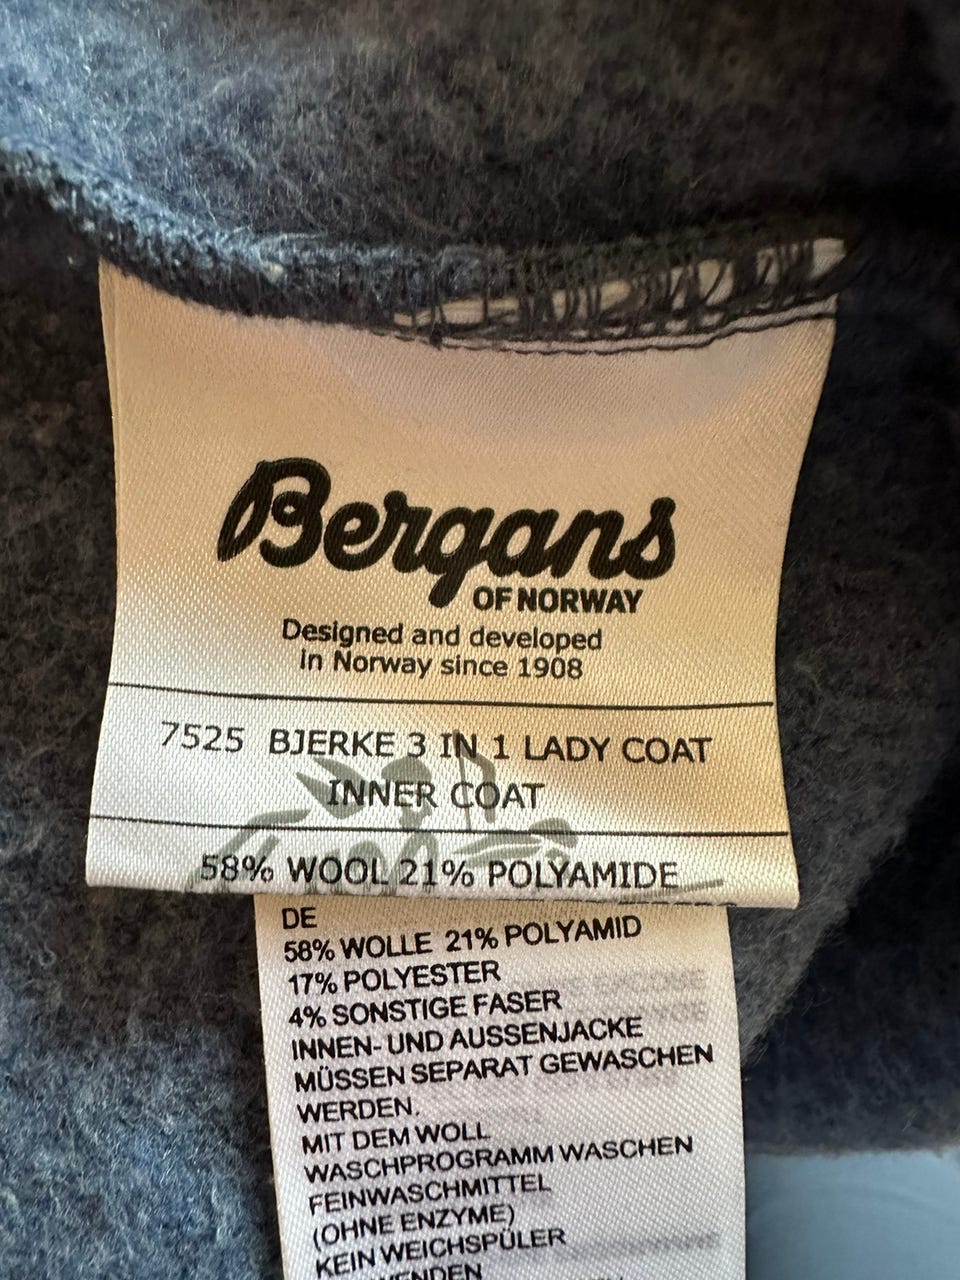 Bergans
OF NORWAY
Designed and developed
in Norway since 1908
7525 BJERKE 3 IN 1 LADY COAT
INNER COAT
58% WOOL 21% POLYAMIDE
DE
58% WOLLE 21% POLYAMID
17% POLYESTER
4% SONSTIGE FASER
INNEN- UND AUSSENJACKE
MÜSSEN SEPARAT GEWASCHEN
WERDEN.
MIT DEM WOLL
WASCHPROGRAMM WASCHEN
FEINWASCHMITTEL
(OHNE ENZYME)
KEIN WEICHSPÜLER